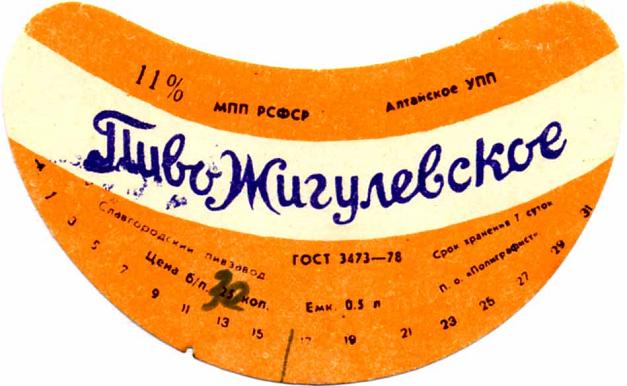 11%
МПП РСФСР
Алтайское УПП
Пиво Жигулевское
Славгородский пивзавод
Цена б/п. 25 коп.
32
ГОСТ 3473—78
Емк. 0.5 л
Срок хранения 7 суток
П. о. «Полиграфист»
1 3 5 7 9 11 13 15 17 19 21 23 25 27 29 31